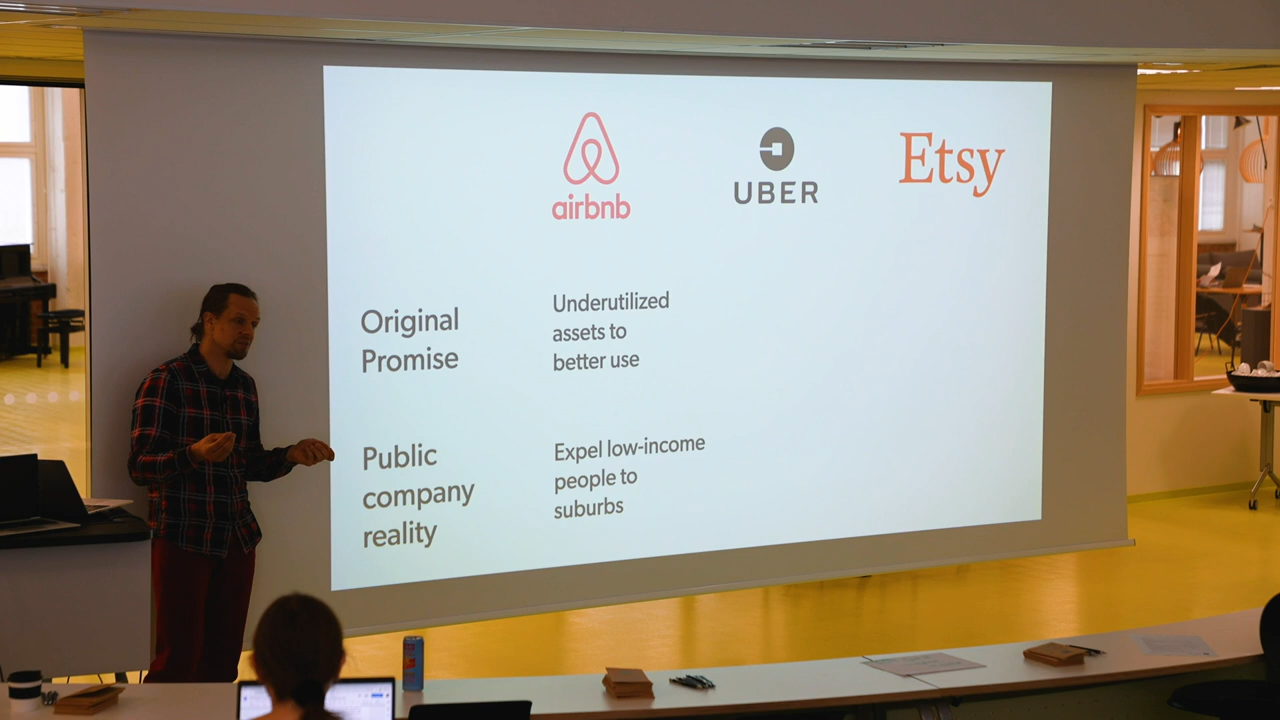 airbnb
UBER
Etsy
Original
Promise
Underutilized
assets to
better use
Public
company
reality
Expel low-income
people to
suburbs